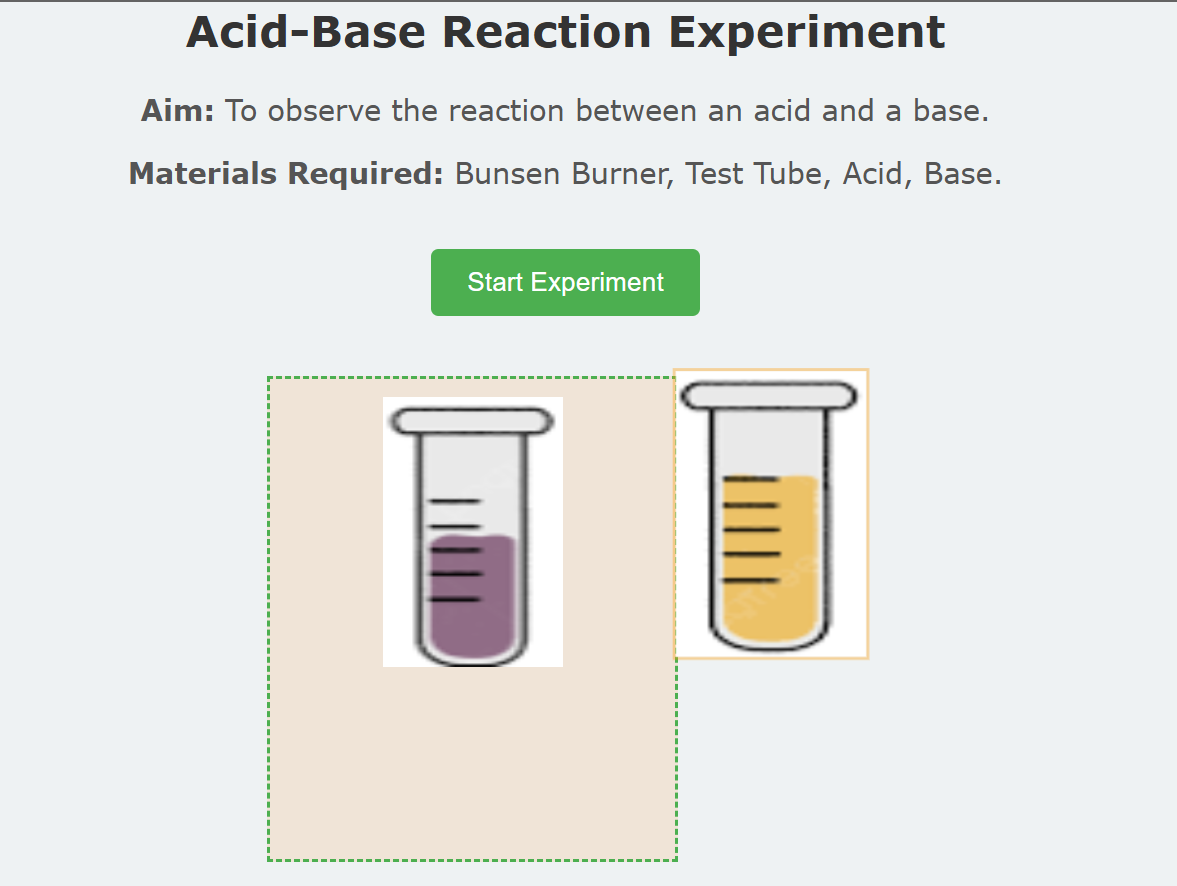 Acid-Base Reaction Experiment
Aim: To observe the reaction between an acid and a base.
Materials Required: Bunsen Burner, Test Tube, Acid, Base.
Start Experiment